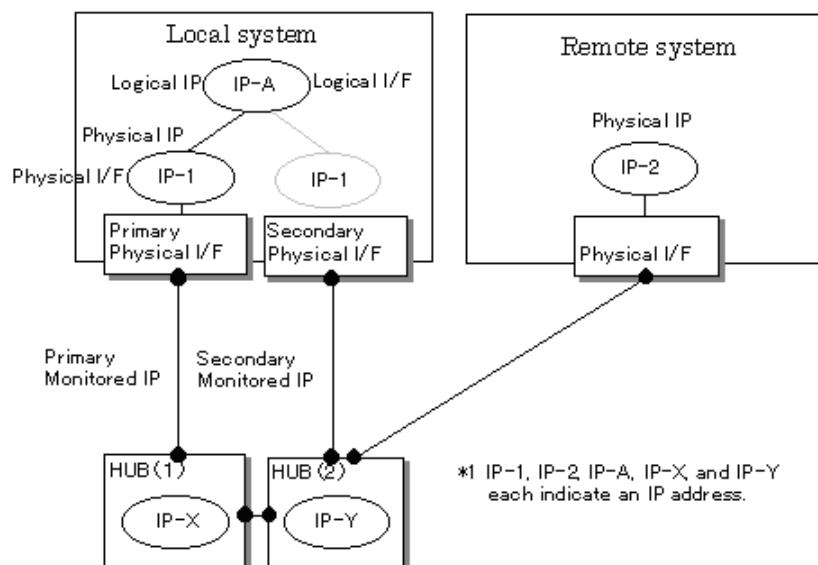 Local system
Logical IP
IP-A
Logical I/F
Physical IP
Physical I/F
IP-1
IP-1
Primary
Physical I/F
Secondary
Physical I/F
Remote system
Physical IP
IP-2
Physical I/F
Primary
Monitored IP
Secondary
Monitored IP
HUB(1)
IP-X
HUB(2)
IP-Y
*1 IP-1, IP-2, IP-A, IP-X, and IP-Y
each indicate an IP address.